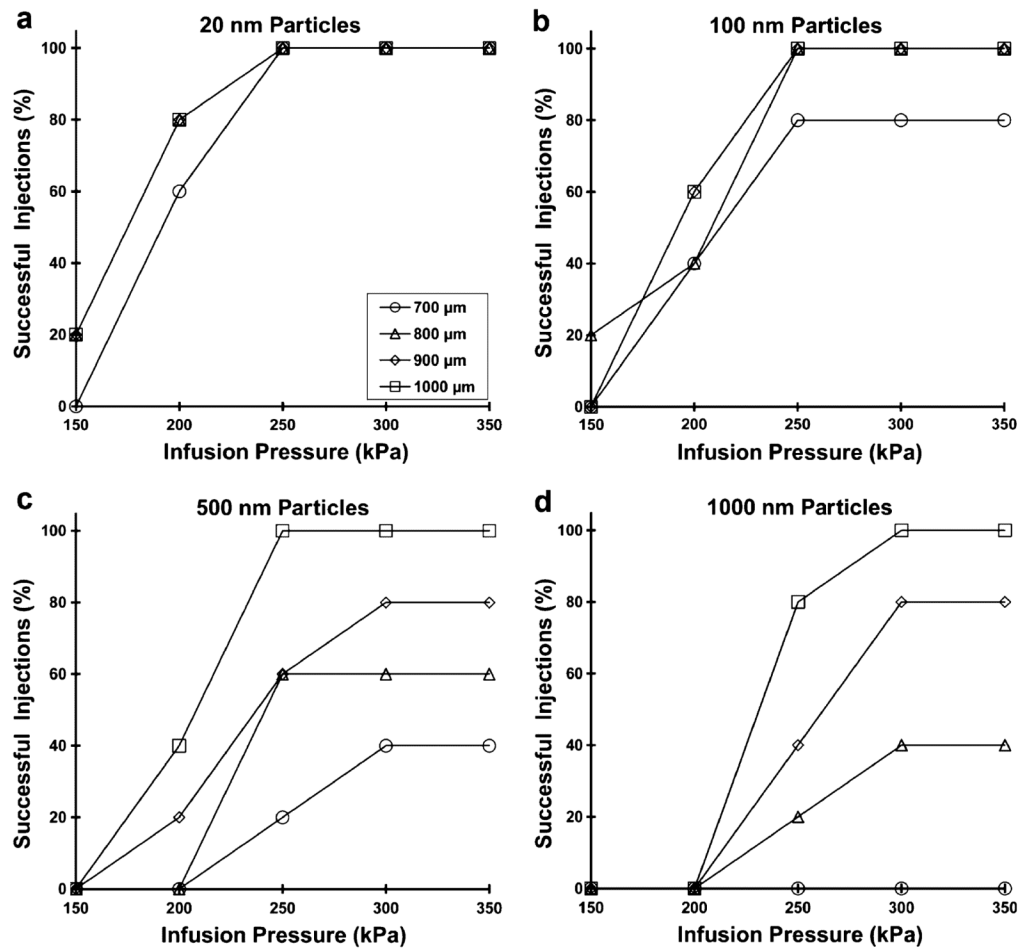 a
20 nm Particles
Successful Injections (%)
100
80
60
40
20
0
150 200 250 300 350
Infusion Pressure (kPa)
700 µm
800 µm
900 µm
1000 µm
b
100 nm Particles
Successful Injections (%)
100
80
60
40
20
0
150 200 250 300 350
Infusion Pressure (kPa)
c
500 nm Particles
Successful Injections (%)
100
80
60
40
20
0
150 200 250 300 350
Infusion Pressure (kPa)
d
1000 nm Particles
Successful Injections (%)
100
80
60
40
20
0
150 200 250 300 350
Infusion Pressure (kPa)